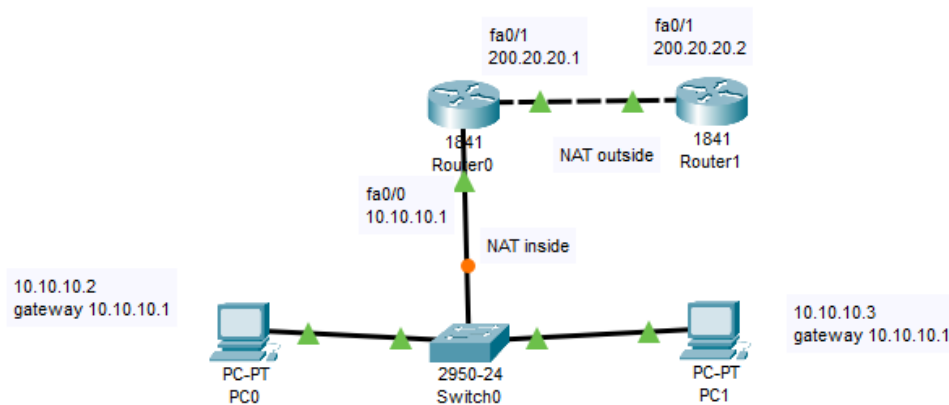 fa0/1
200.20.20.1
fa0/1
200.20.20.2
1841
Router0
1841
Router1
NAT outside
fa0/0
10.10.10.1
NAT inside
10.10.10.2
gateway 10.10.10.1
10.10.10.3
gateway 10.10.10.1
PC-PT
PC0
2950-24
Switch0
PC-PT
PC1